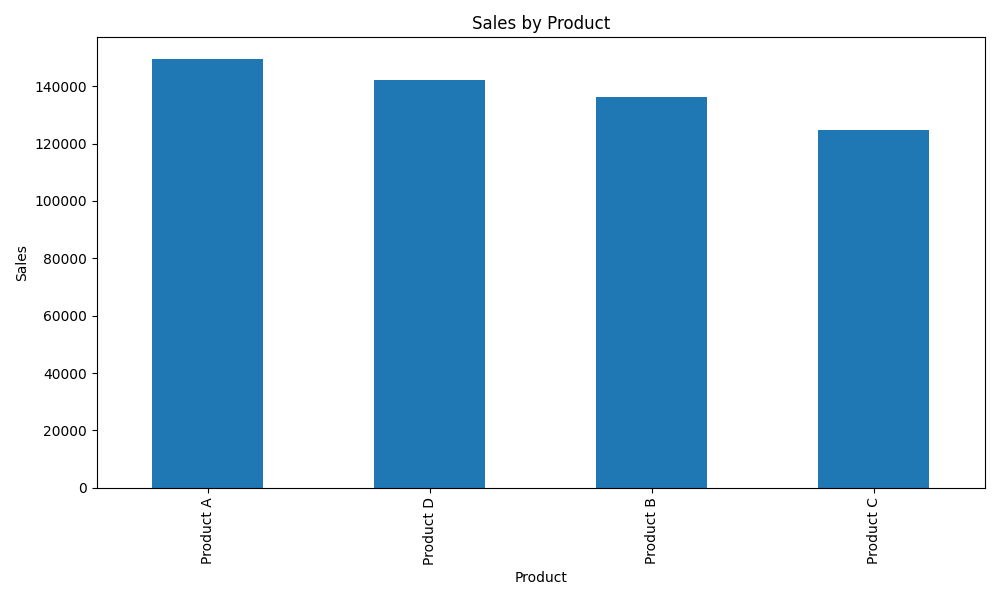 Sales by Product
Sales
140000
120000
100000
80000
60000
40000
20000
0
Product A
Product D
Product B
Product C
Product